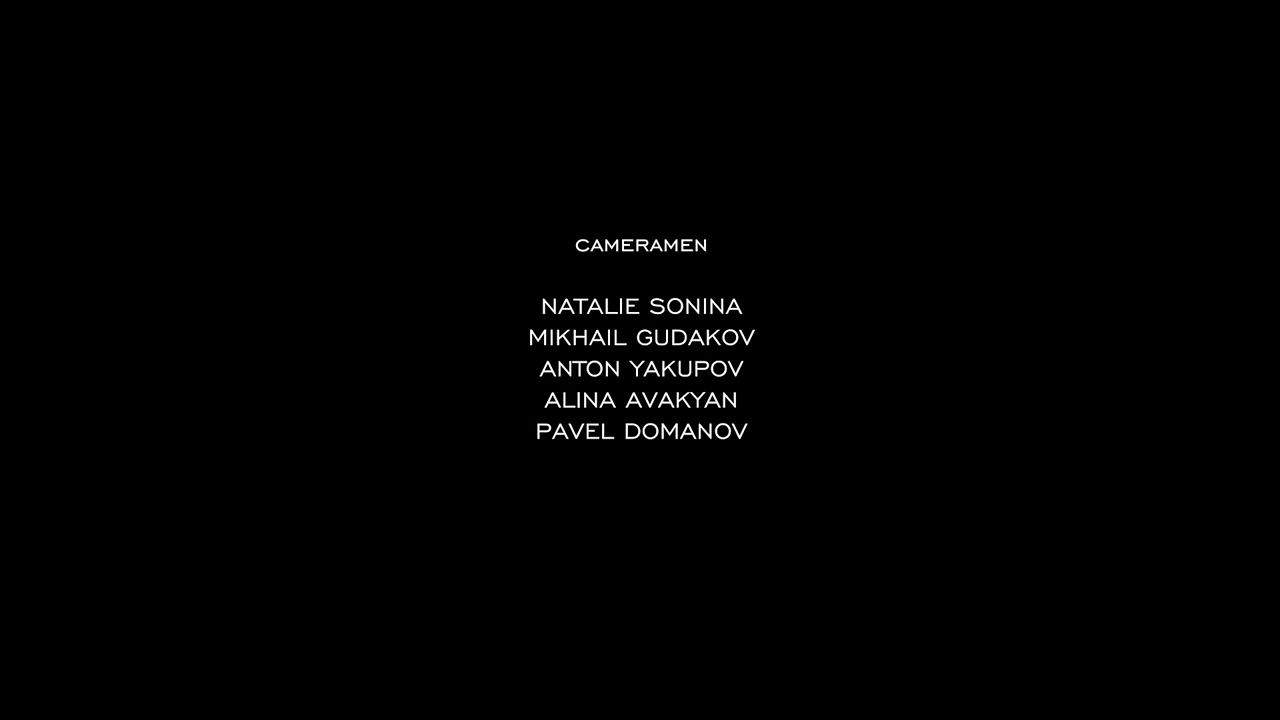 CAMERAMEN
NATALIE SONINA
MIKHAIL GUDAKOV
ANTON YAKUPOV
ALINA AVAKYAN
PAVEL DOMANOV